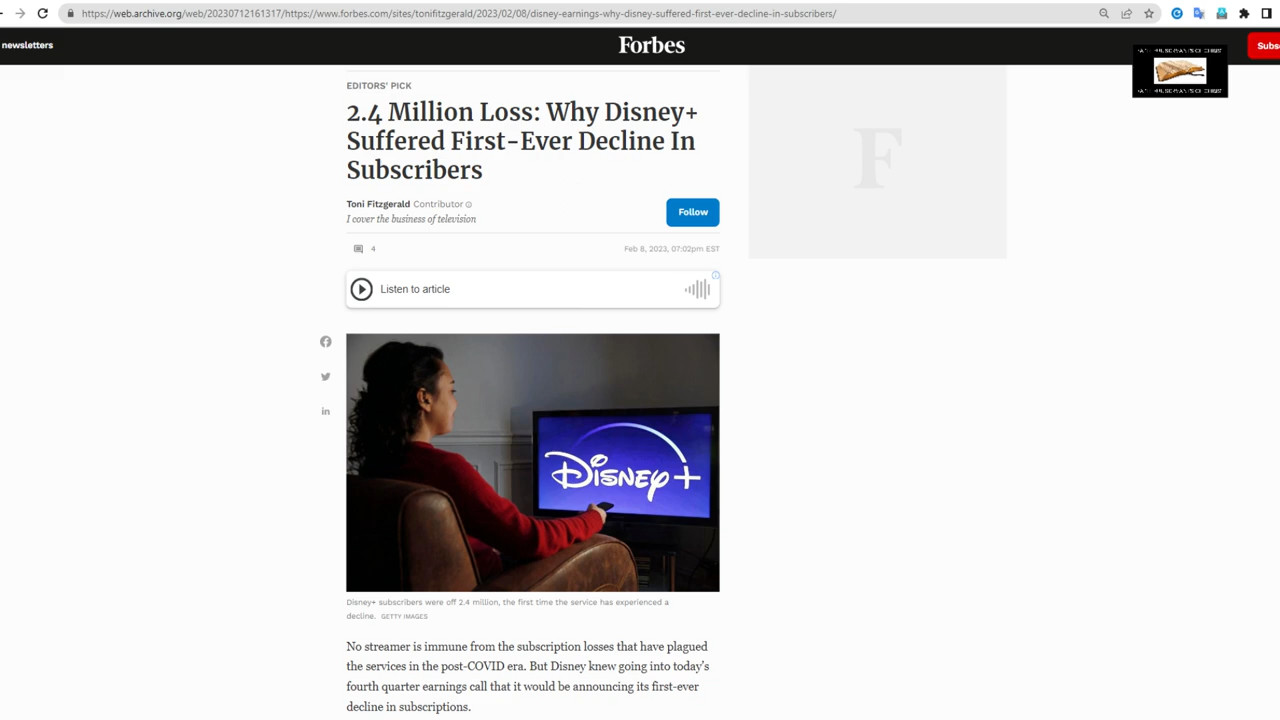 https://web.archive.org/web/20230712161317/https://www.forbes.com/sites/tonifitzgerald/2023/02/08/disney-earnings-why-disney-suffered-first-ever-decline-in-subscribers/
newsletters
Forbes
Subs
EDITORS' PICK
2.4 Million Loss: Why Disney+
Suffered First-Ever Decline In
Subscribers
Toni Fitzgerald Contributor
I cover the business of television
Follow
4
Feb 8, 2023, 07:02pm EST
Listen to article
F
in
Disney+
Disney+ subscribers were off 2.4 million, the first time the service has experienced a
decline. GETTY IMAGES
No streamer is immune from the subscription losses that have plagued
the services in the post-COVID era. But Disney knew going into today's
fourth quarter earnings call that it would be announcing its first-ever
decline in subscriptions.